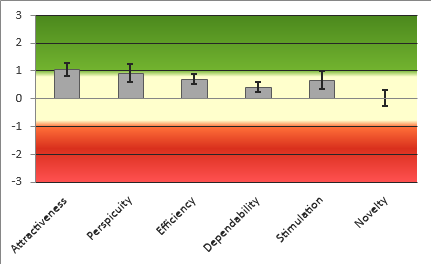 3
2
1
0
-1
-2
-3
Attractiveness
Perspicuity
Efficiency
Dependability
Stimulation
Novelty